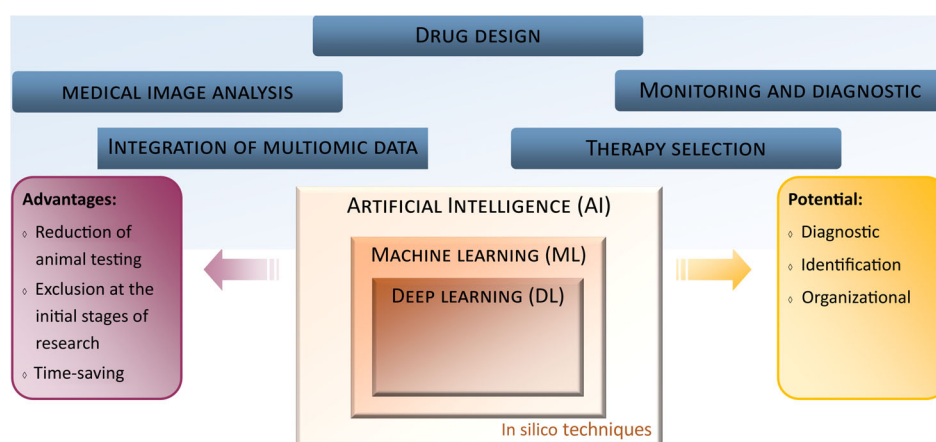 DRUG DESIGN
MEDICAL IMAGE ANALYSIS
MONITORING AND DIAGNOSTIC
INTEGRATION OF MULTIOMIC DATA
THERAPY SELECTION
Advantages:
◊ Reduction of
animal testing
◊ Exclusion at the
initial stages of
research
◊ Time-saving
ARTIFICIAL INTELLIGENCE (AI)
MACHINE LEARNING (ML)
DEEP LEARNING (DL)
In silico techniques
Potential:
◊ Diagnostic
◊ Identification
◊ Organizational